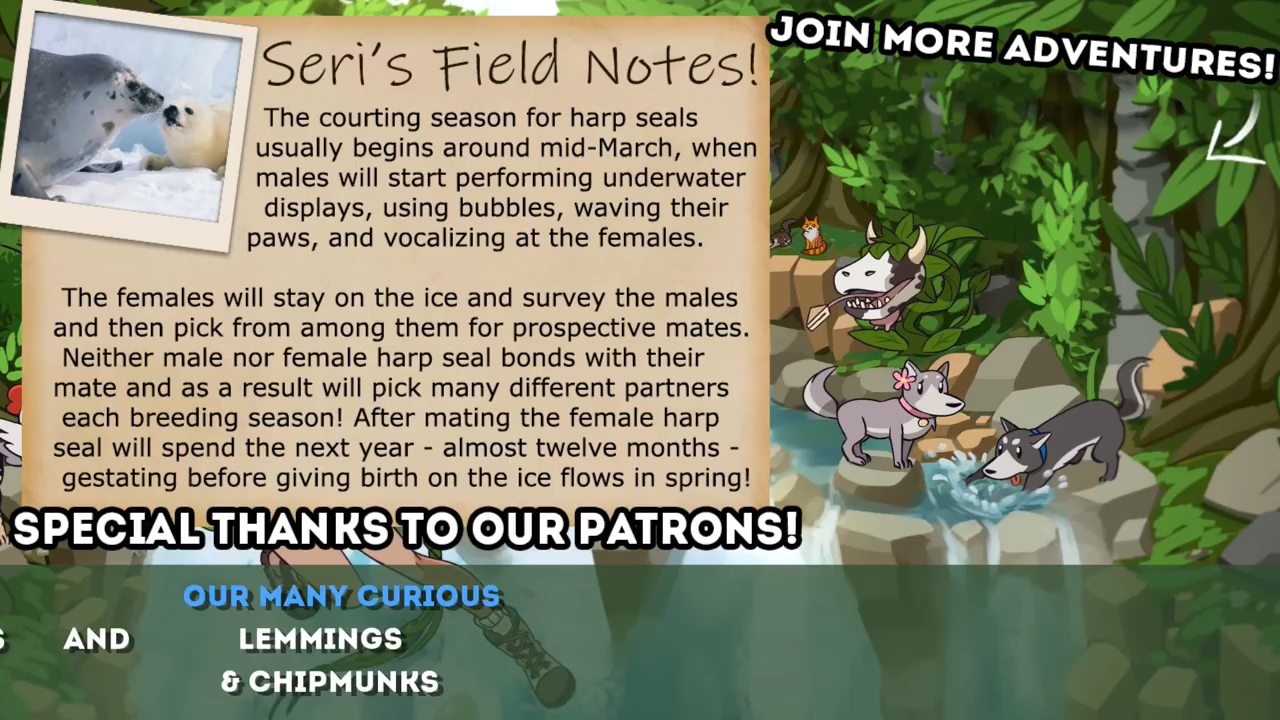 Seri's Field Notes!
The courting season for harp seals
usually begins around mid-March, when
males will start performing underwater
displays, using bubbles, waving their
paws, and vocalizing at the females.
The females will stay on the ice and survey the males
and then pick from among them for prospective mates.
Neither male nor female harp seal bonds with their
mate and as a result will pick many different partners
each breeding season! After mating the female harp
seal will spend the next year - almost twelve months -
gestating before giving birth on the ice flows in spring!
JOIN MORE ADVENTURES!
SPECIAL THANKS TO OUR PATRONS!
OUR MANY CURIOUS
AND LEMMINGS
& CHIPMUNKS